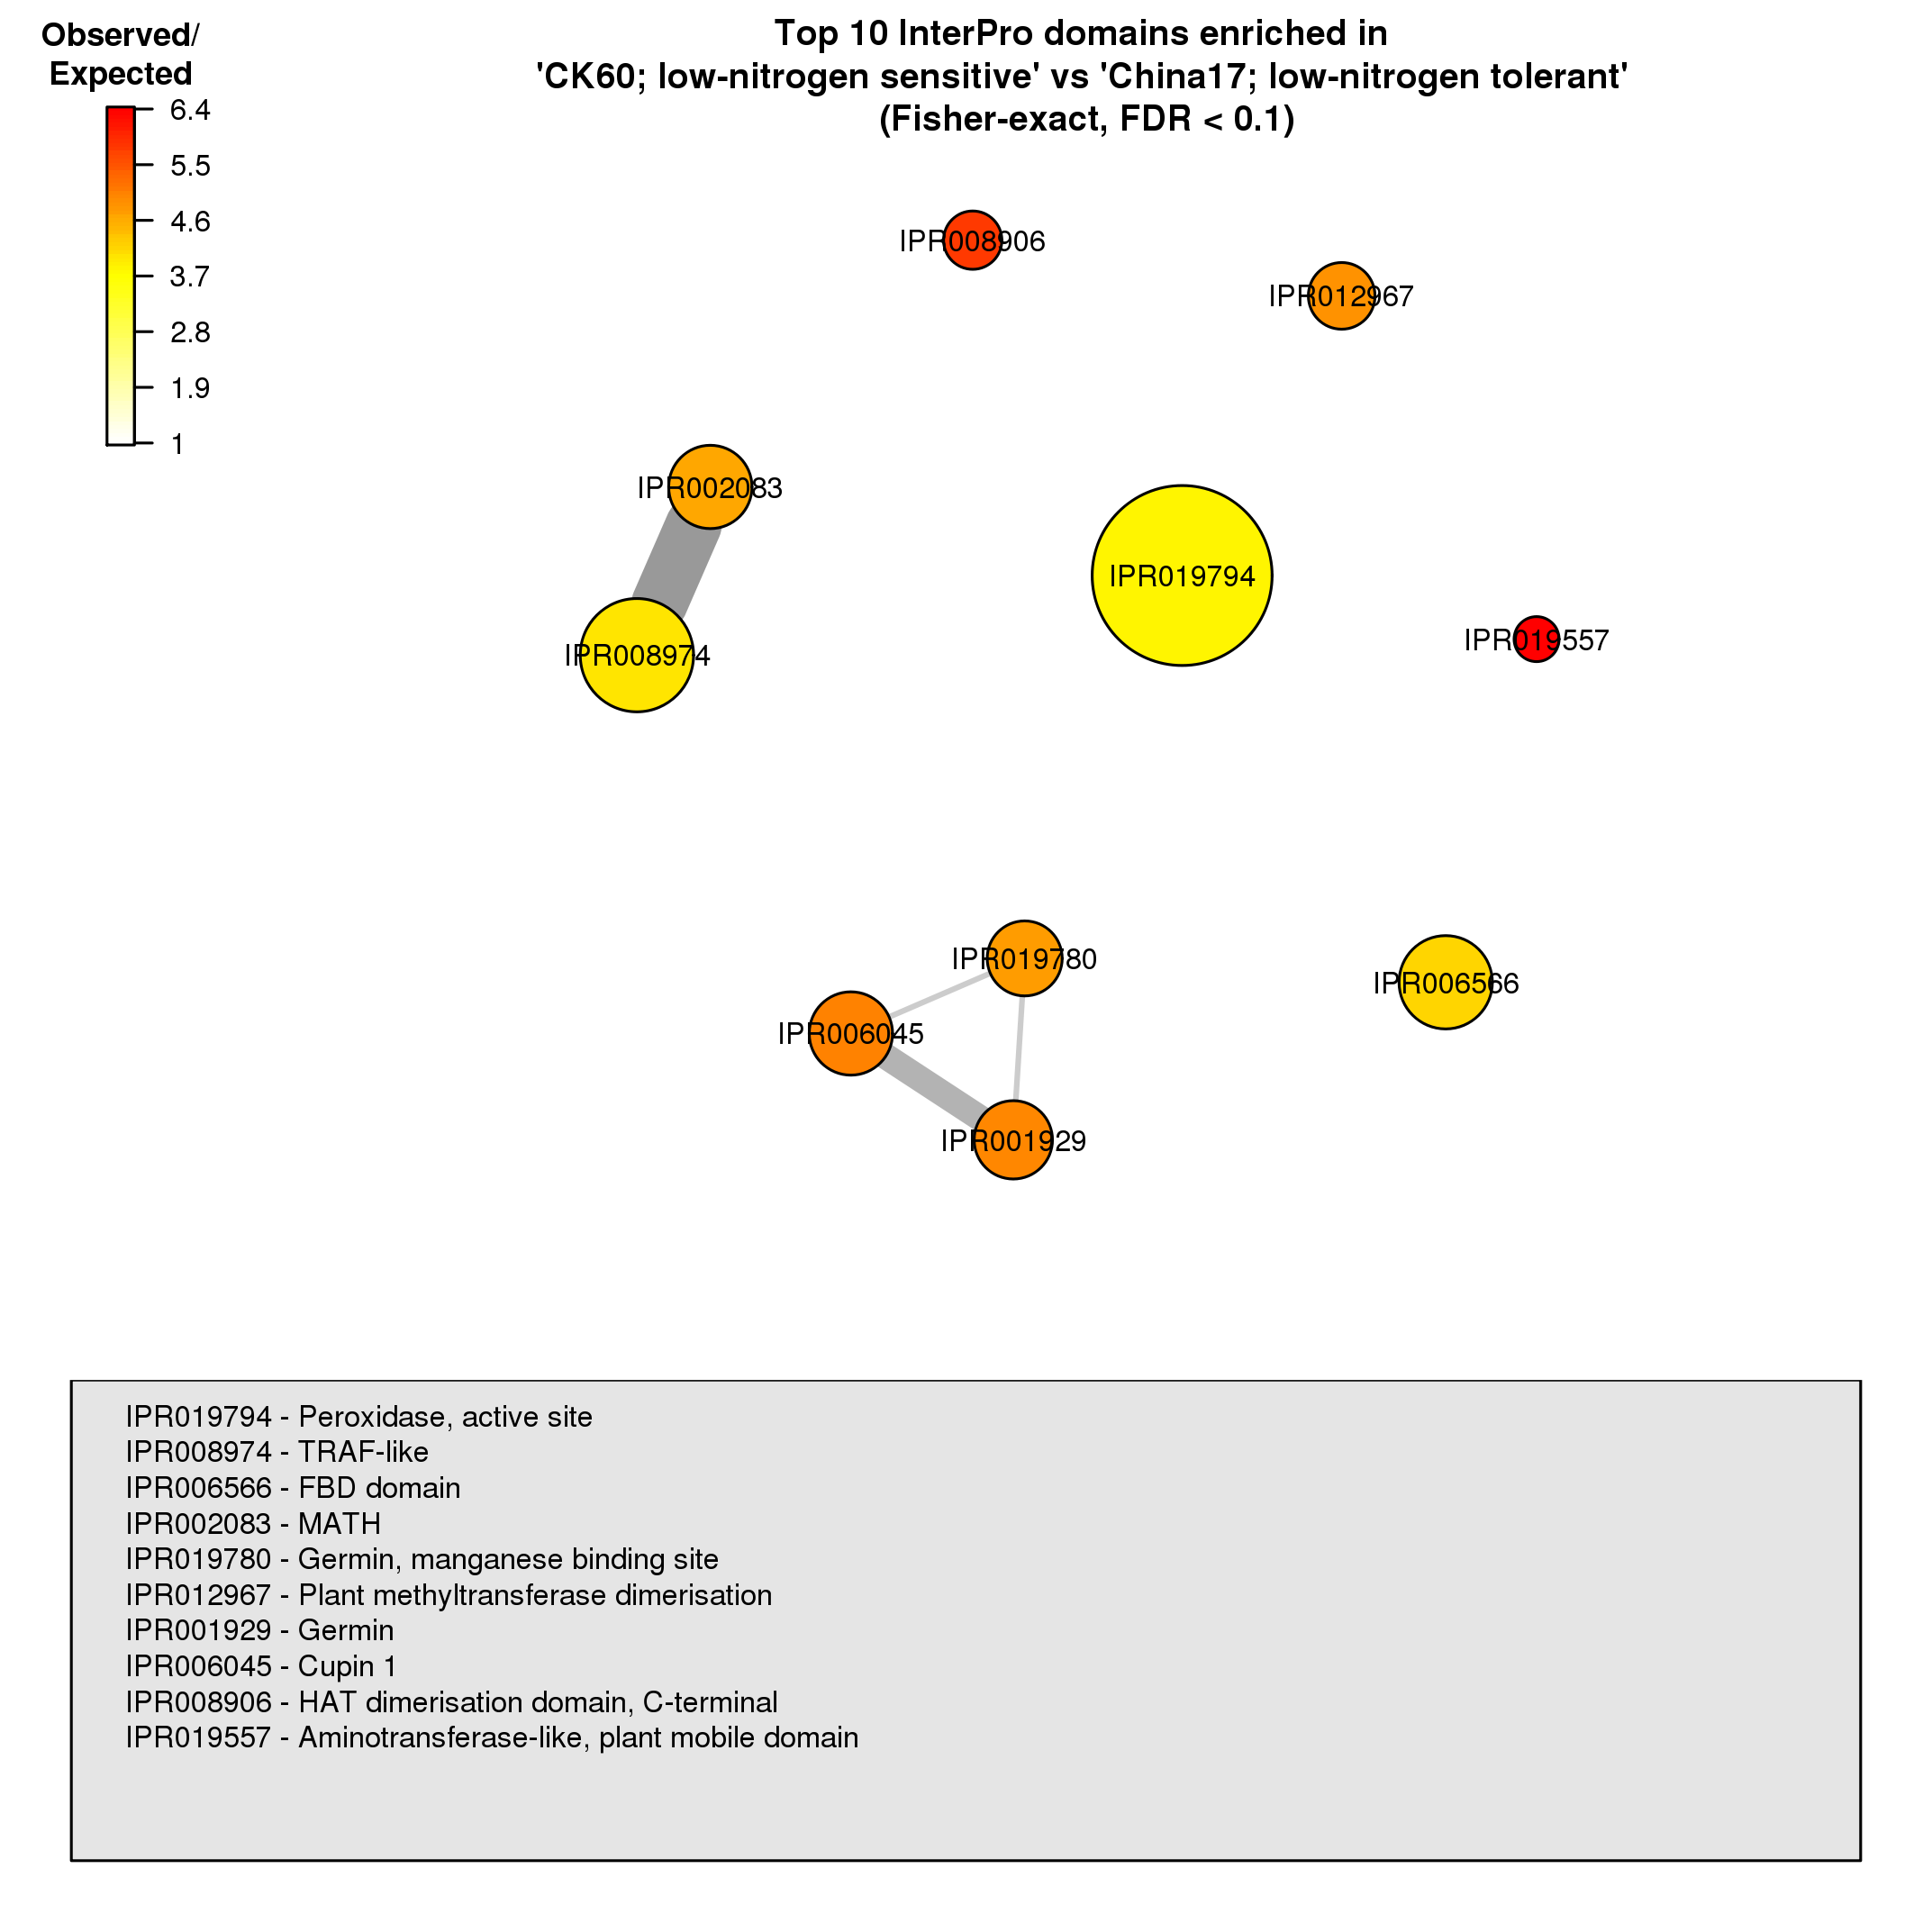 Observed/
Expected
6.4
5.5
4.6
3.7
2.8
1.9
1
Top 10 InterPro domains enriched in
'CK60; low-nitrogen sensitive' vs 'China17; low-nitrogen tolerant'
(Fisher-exact, FDR < 0.1)
IPR008906
IPR012967
IPR002083
IPR019794
IPR019557
IPR008974
IPR019780
IPR006566
IPR006045
IPR001929
IPR019794 - Peroxidase, active site
IPR008974 - TRAF-like
IPR006566 - FBD domain
IPR002083 - MATH
IPR019780 - Germin, manganese binding site
IPR012967 - Plant methyltransferase dimerisation
IPR001929 - Germin
IPR006045 - Cupin 1
IPR008906 - HAT dimerisation domain, C-terminal
IPR019557 - Aminotransferase-like, plant mobile domain